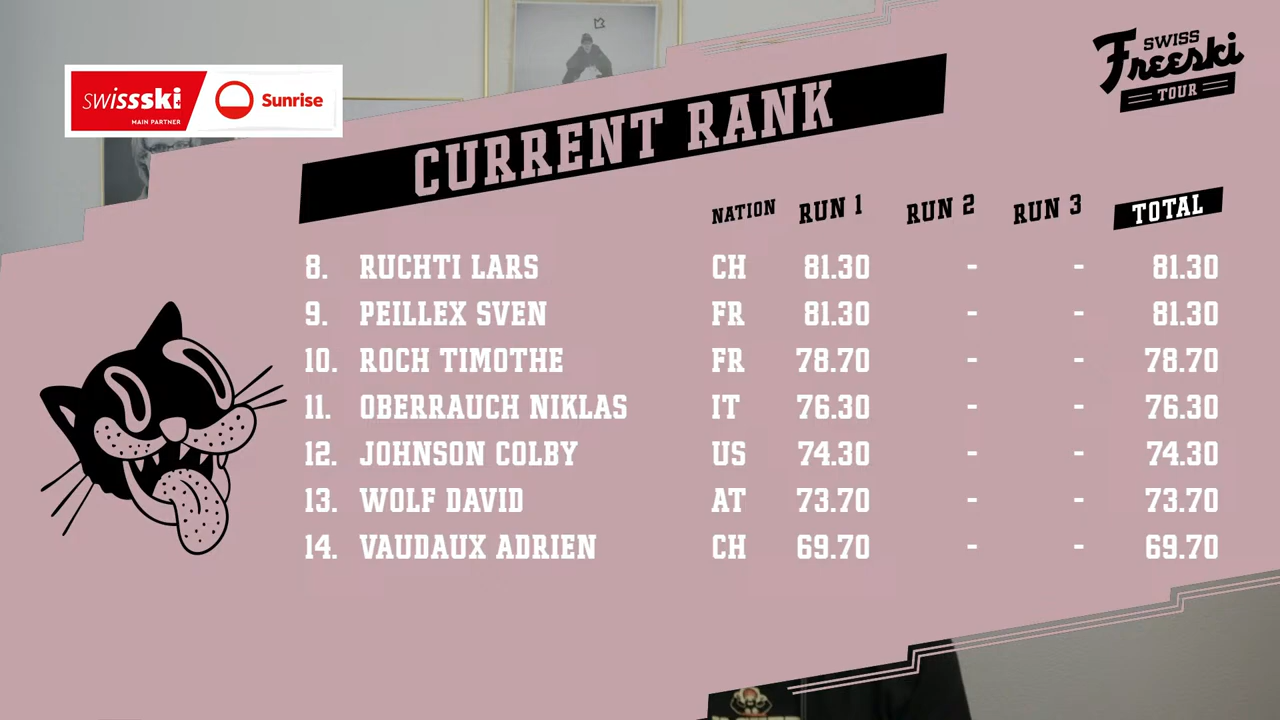 swissski
MAIN PARTNER
Sunrise
SWISS
Freeski
TOUR
CURRENT RANK
NATION RUN 1 RUN 2 RUN 3 TOTAL
8. RUCHTI LARS CH 81.30 - - 81.30
9. PEILLEX SVEN FR 81.30 - - 81.30
10. ROCH TIMOTHE FR 78.70 - - 78.70
11. OBERRAUCH NIKLAS IT 76.30 - - 76.30
12. JOHNSON COLBY US 74.30 - - 74.30
13. WOLF DAVID AT 73.70 - - 73.70
14. VAUDAUX ADRIEN CH 69.70 - - 69.70